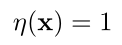 η(x) = 1